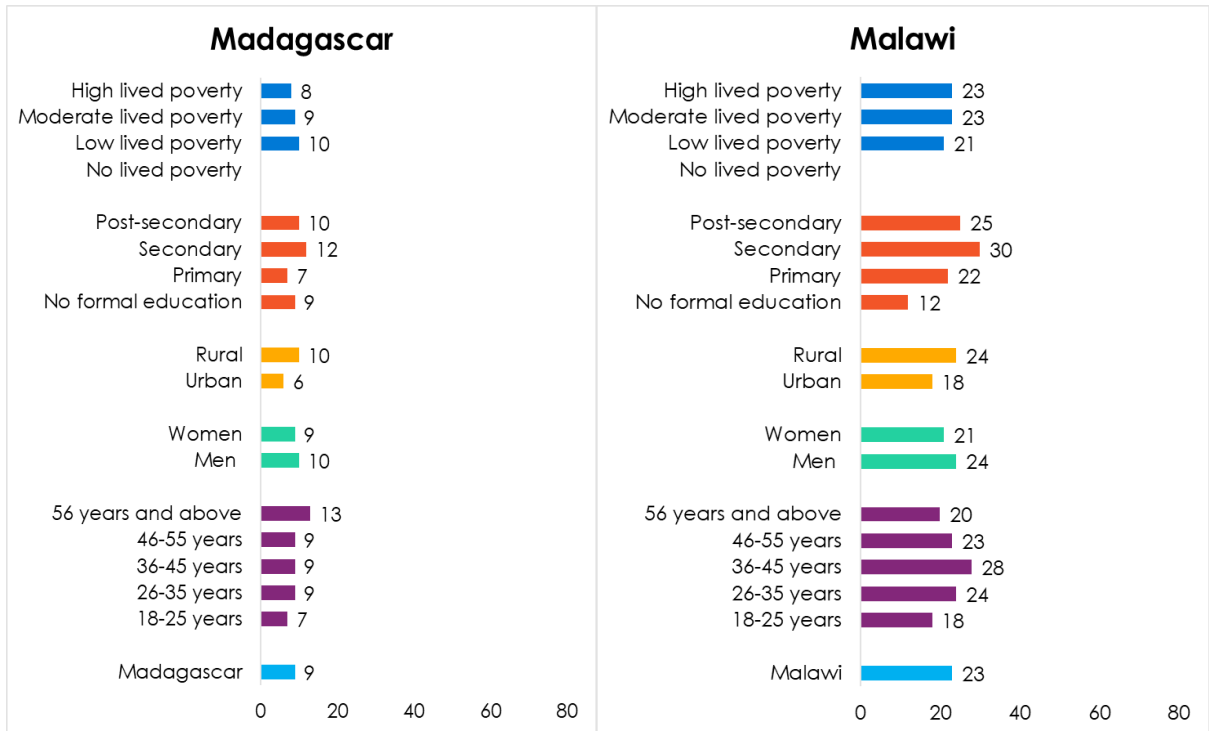 Madagascar
High lived poverty 8
Moderate lived poverty 9
Low lived poverty 10
No lived poverty
Post-secondary 10
Secondary 12
Primary 7
No formal education 9
Rural 10
Urban 6
Women 9
Men 10
56 years and above 13
46-55 years 9
36-45 years 9
26-35 years 9
18-25 years 7
Madagascar 9
0 20 40 60 80
Malawi
High lived poverty 23
Moderate lived poverty 23
Low lived poverty 21
No lived poverty
Post-secondary 25
Secondary 30
Primary 22
No formal education 12
Rural 24
Urban 18
Women 21
Men 24
56 years and above 20
46-55 years 23
36-45 years 28
26-35 years 24
18-25 years 18
Malawi 23
0 20 40 60 80